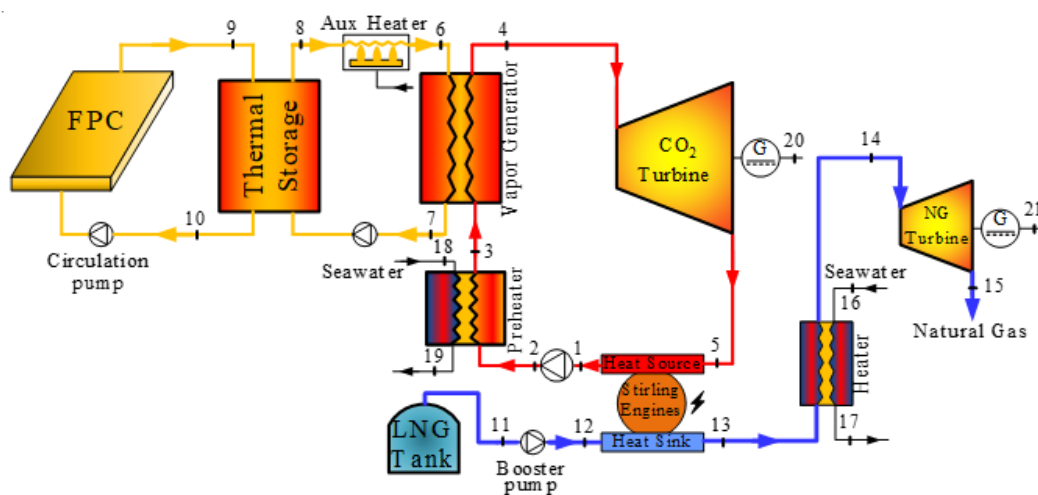 Aux Heater
9
8
6
4
FPC
Thermal
Storage
Vapor Generator
CO2
Turbine
G
20
14
10
7
Circulation
pump
18
Seawater
3
NG
Turbine
G
21
Seawater
16
15
Natural Gas
Preheater
19
2
1
Heat Source
5
Stirling
Engines
Heater
LNG
Tank
11
12
Heat Sink
13
17
Booster
pump